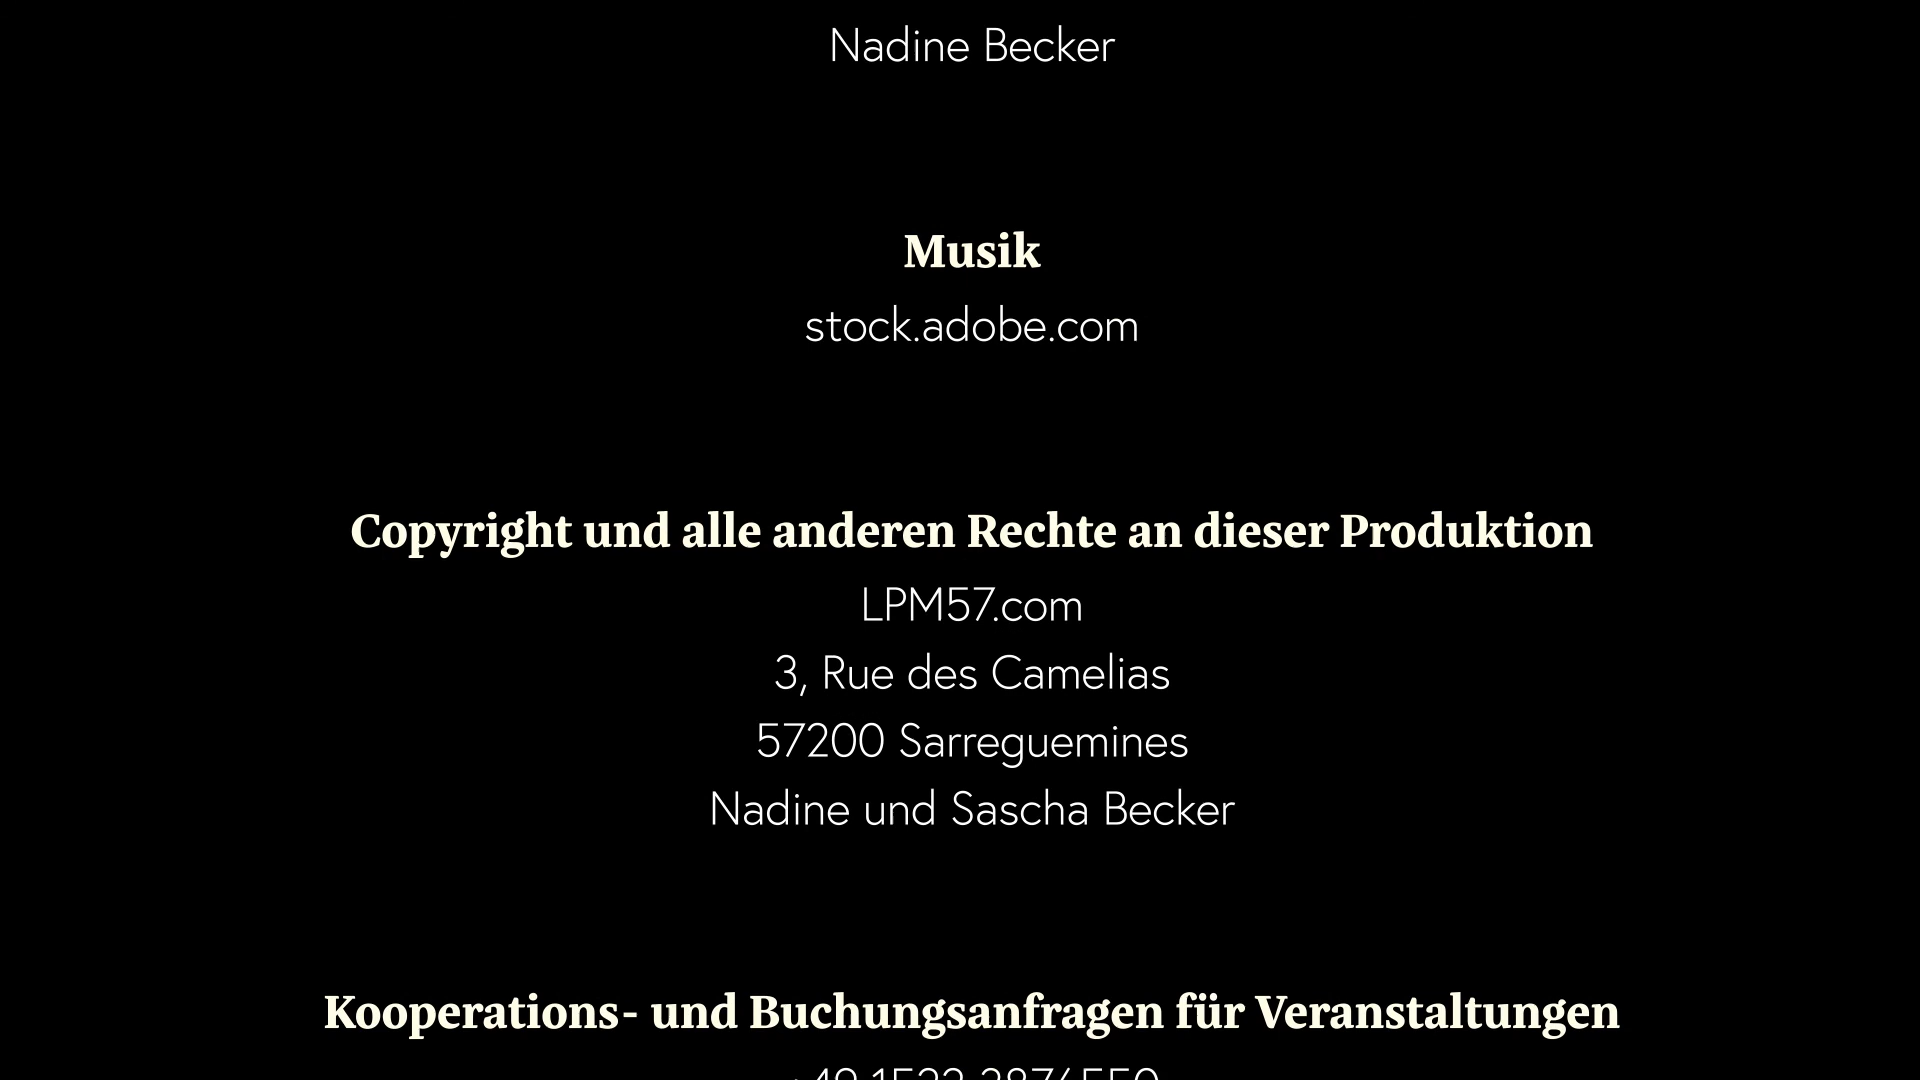 Nadine Becker
Musik
stock.adobe.com
Copyright und alle anderen Rechte an dieser Produktion
LPM57.com
3, Rue des Camelias
57200 Sarreguemines
Nadine und Sascha Becker
Kooperations- und Buchungsanfragen für Veranstaltungen